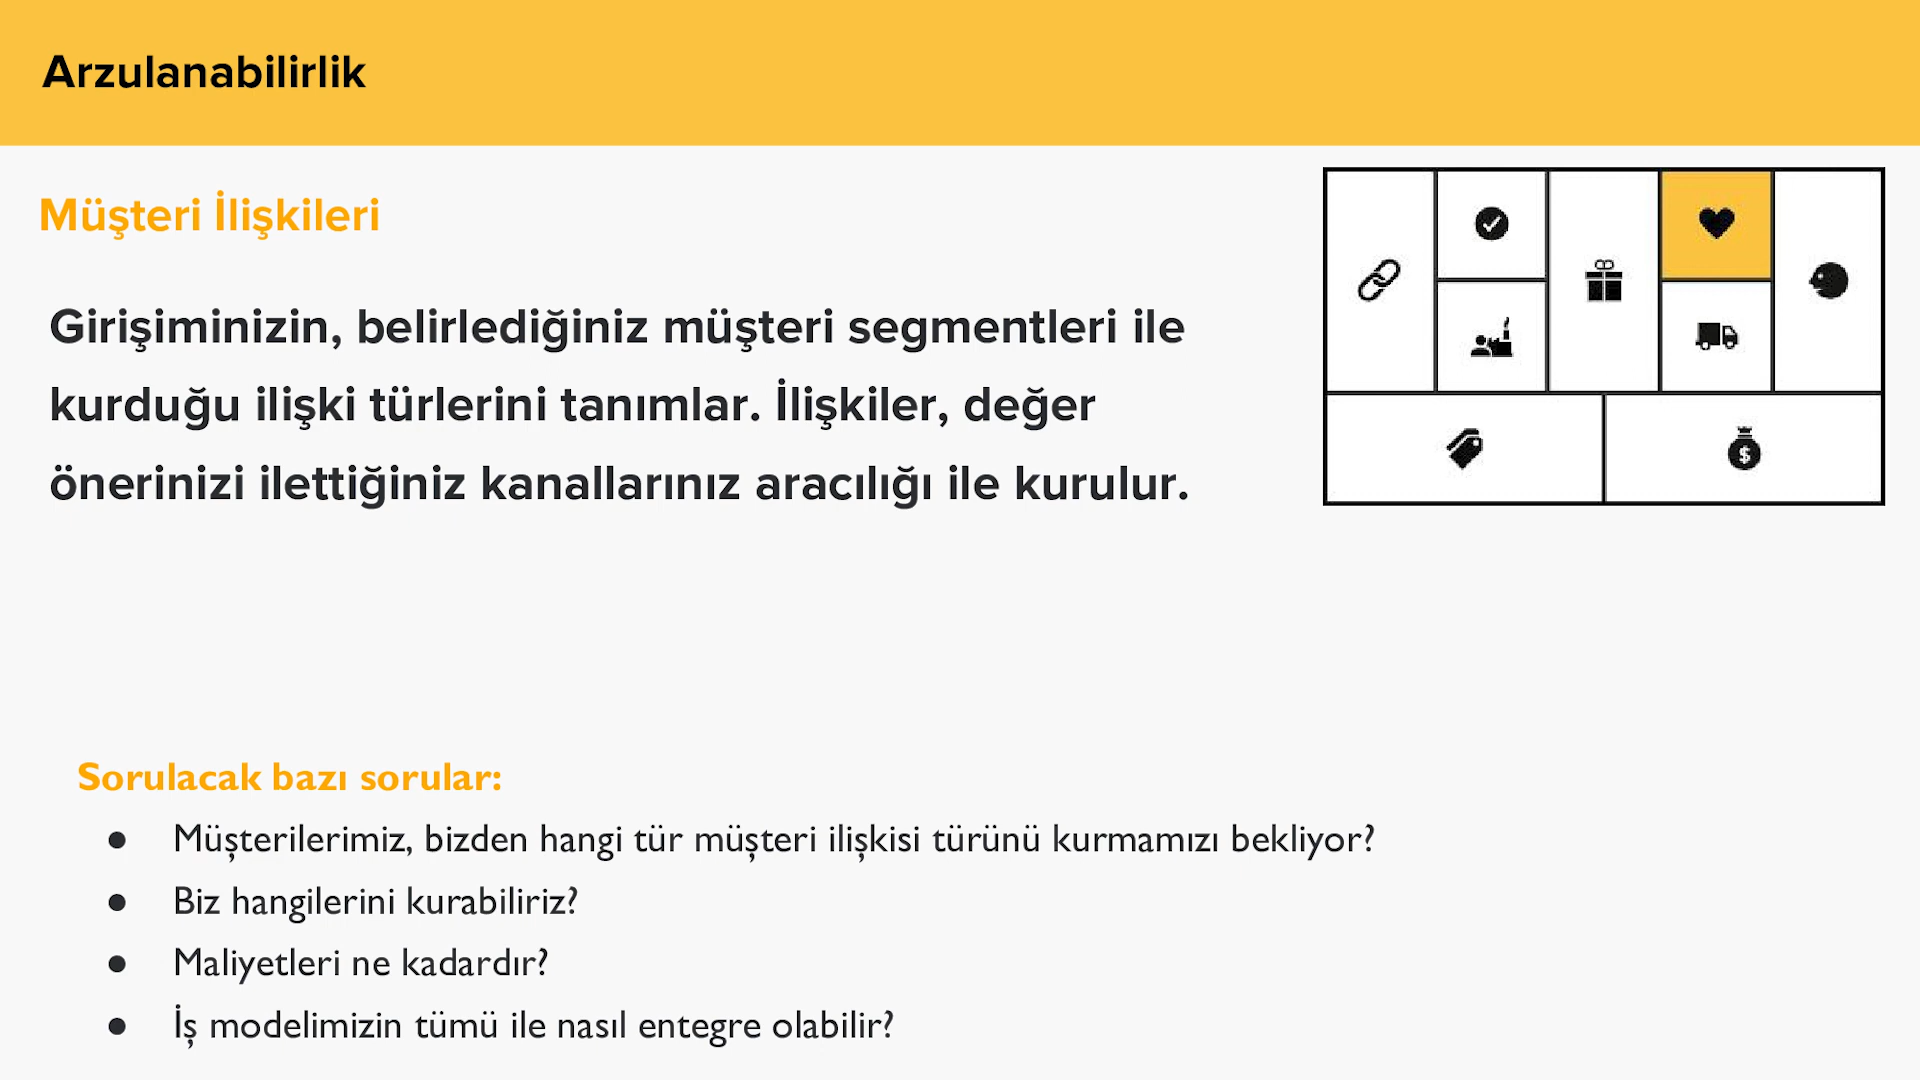 Arzulanabilirlik
Müşteri İlişkileri
Girişiminizin, belirlediğiniz müşteri segmentleri ile
kurduğu ilişki türlerini tanımlar. İlişkiler, değer
önerinizi ilettiğiniz kanallarınız aracılığı ile kurulur.
$
Sorulacak bazı sorular:
● Müşterilerimiz, bizden hangi tür müşteri ilişkisi türünü kurmamızı bekliyor?
● Biz hangilerini kurabiliriz?
● Maliyetleri ne kadardır?
● İş modelimizin tümü ile nasıl entegre olabilir?